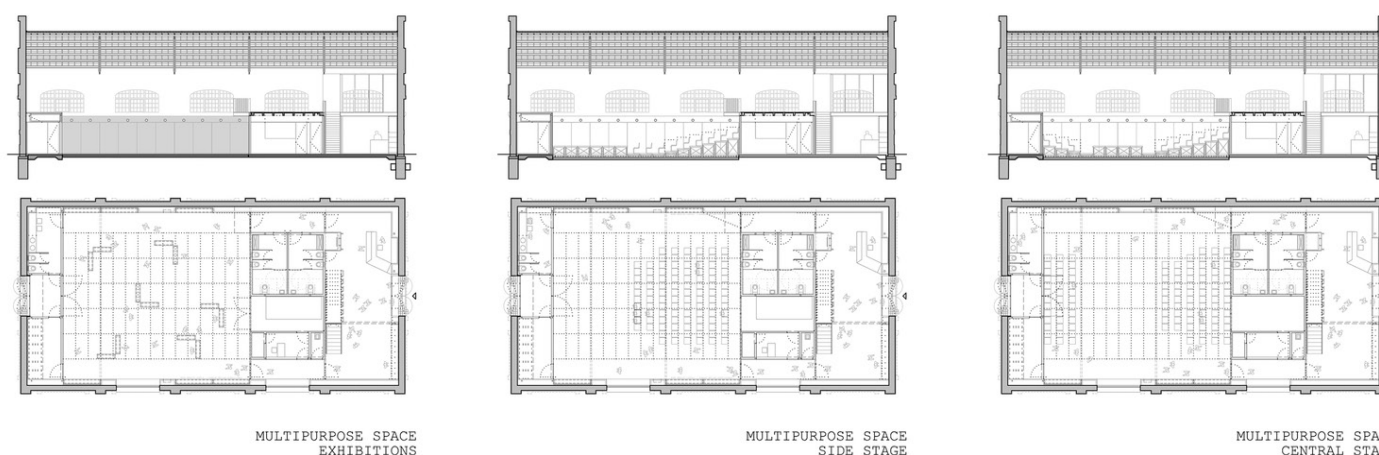 MULTIPURPOSE SPACE
EXHIBITIONS
MULTIPURPOSE SPACE
SIDE STAGE
MULTIPURPOSE SPA
CENTRAL STA